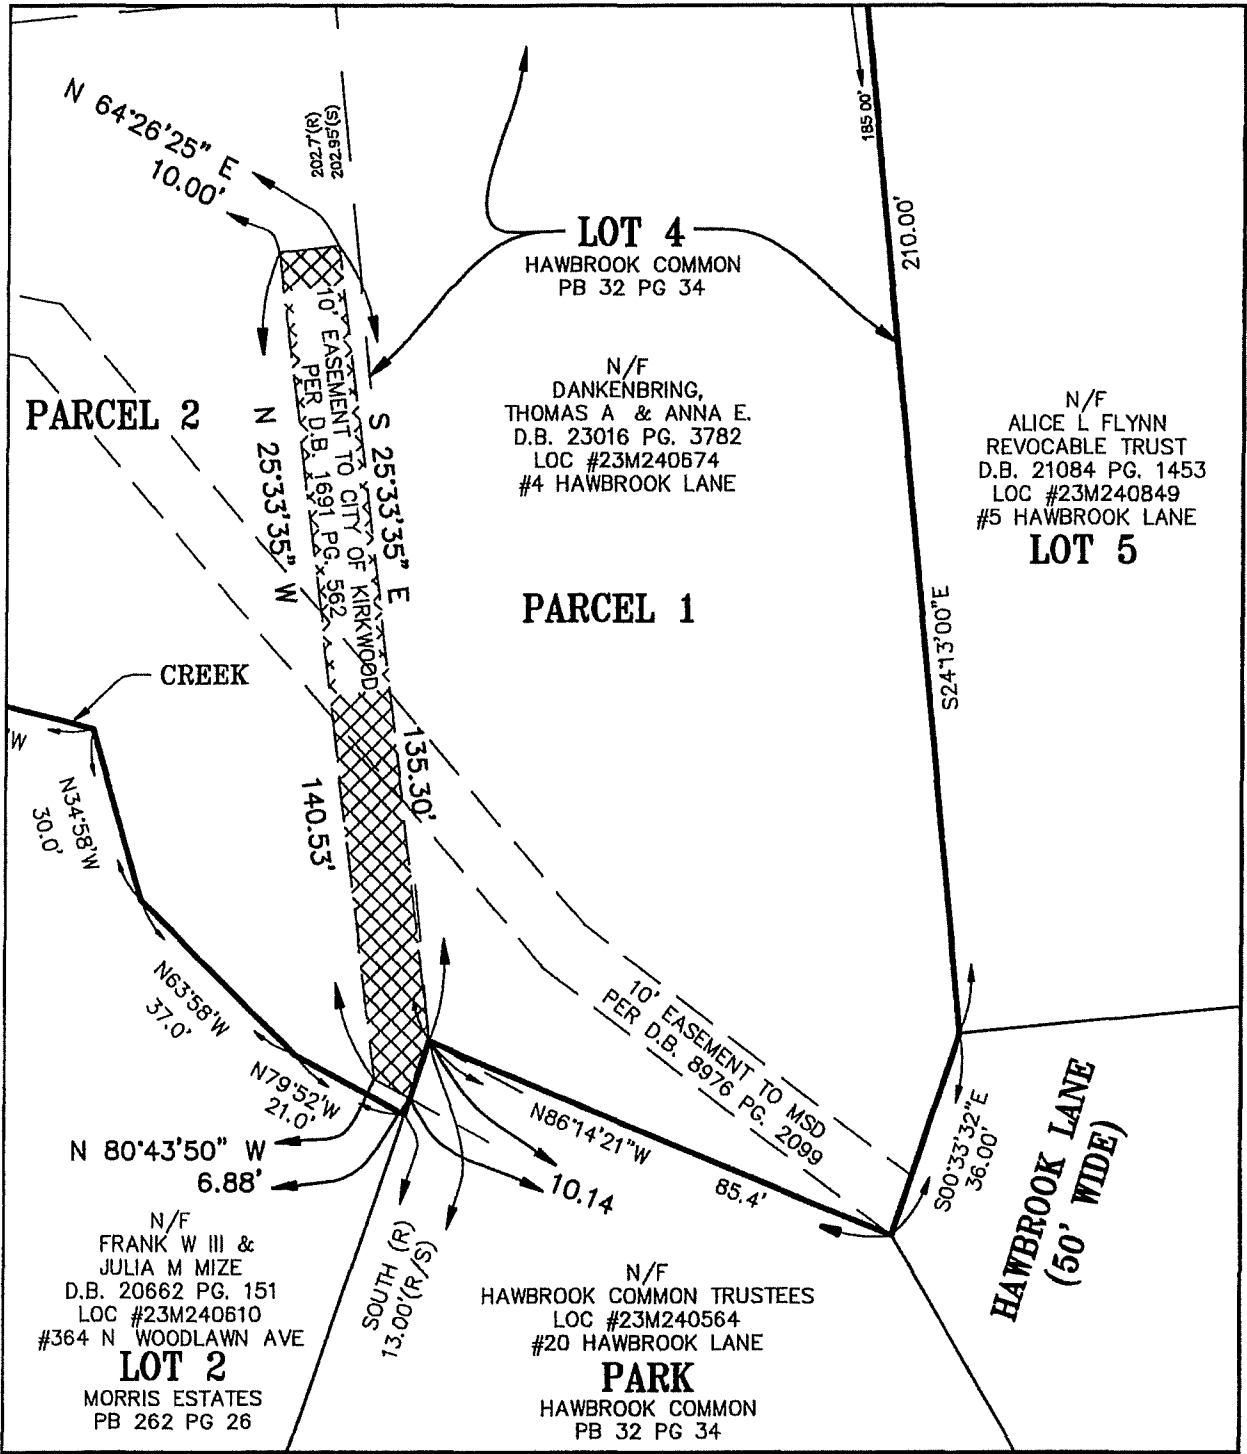 N 64°26'25" E
10.00'
202.7'(R)
202.95'(S)
185.00'
210.00'
LOT 4
HAWBROOK COMMON
PB 32 PG 34
10' EASEMENT TO CITY OF KIRKWOOD
PER D.B. 1691 PG. 562
N 25°33'35" W
S 25°33'35" E
PARCEL 2
N/F
DANKENBRING,
THOMAS A & ANNA E.
D.B. 23016 PG. 3782
LOC #23M240674
#4 HAWBROOK LANE
N/F
ALICE L FLYNN
REVOCABLE TRUST
D.B. 21084 PG. 1453
LOC #23M240849
#5 HAWBROOK LANE
LOT 5
PARCEL 1
S24°13'00"E
CREEK
'W
N34°58'W
30.0'
140.53'
135.30'
N63°58'W
37.0'
N79°52'W
21.0'
10' EASEMENT TO MSD
PER D.B. 8976 PG. 2099
N 80°43'50" W
6.88'
10.14
N86°14'21"W
85.4'
S00°33'32"E
36.00'
HAWBROOK LANE
(50' WIDE)
SOUTH (R)
13.00'(R/S)
N/F
FRANK W III &
JULIA M MIZE
D.B. 20662 PG. 151
LOC #23M240610
#364 N WOODLAWN AVE
LOT 2
MORRIS ESTATES
PB 262 PG 26
N/F
HAWBROOK COMMON TRUSTEES
LOC #23M240564
#20 HAWBROOK LANE
PARK
HAWBROOK COMMON
PB 32 PG 34